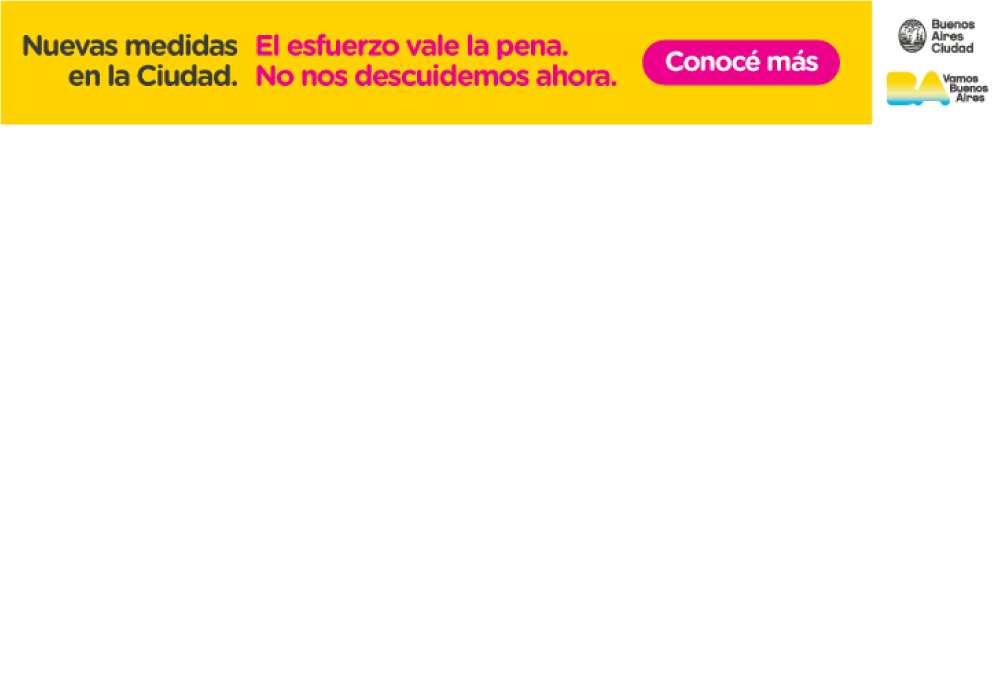 Nuevas medidas
en la Ciudad.
El esfuerzo vale la pena.
No nos descuidemos ahora.
Conocé más
Buenos
Aires
Ciudad
BA
Vamos
Buenos
Aires